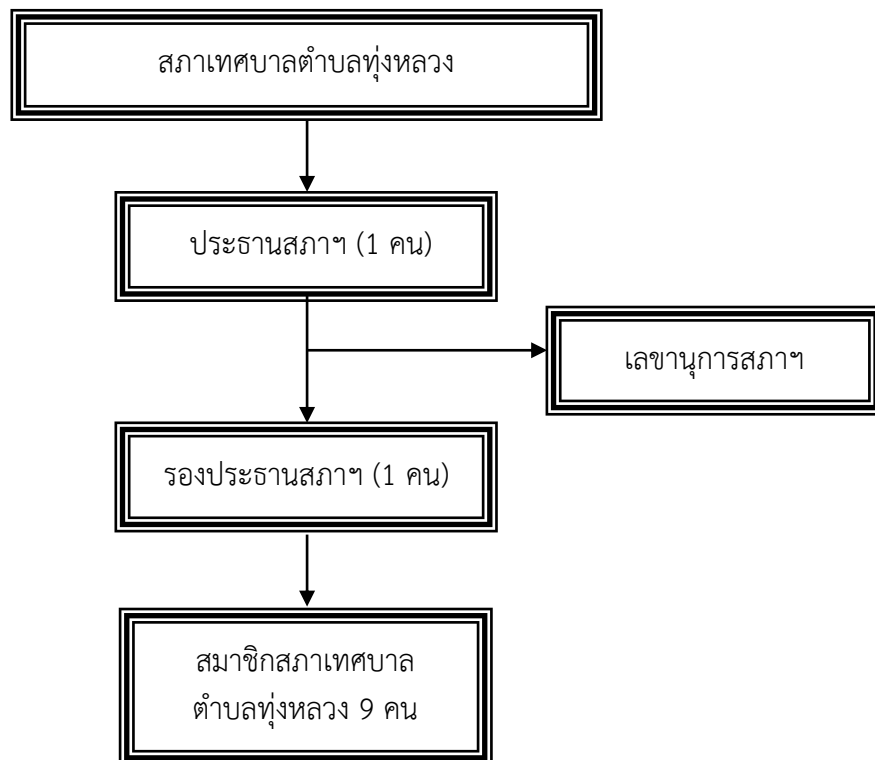 สภาเทศบาลตำบลทุ่งหลวง
ประธานสภาฯ (1 คน)
เลขานุการสภาฯ
รองประธานสภาฯ (1 คน)
สมาชิกสภาเทศบาล
ตำบลทุ่งหลวง 9 คน